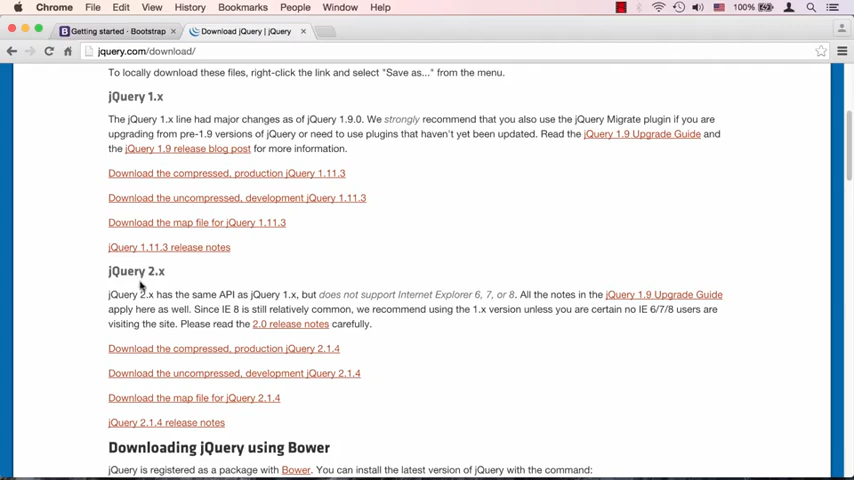 Chrome File Edit View History Bookmarks People Window Help 100%
Getting started · Bootstrap Download jQuery | jQuery
jquery.com/download/
To locally download these files, right-click the link and select "Save as..." from the menu.
jQuery 1.x
The jQuery 1.x line had major changes as of jQuery 1.9.0. We strongly recommend that you also use the jQuery Migrate plugin if you are
upgrading from pre-1.9 versions of jQuery or need to use plugins that haven't yet been updated. Read the jQuery 1.9 Upgrade Guide and
the jQuery 1.9 release blog post for more information.
Download the compressed, production jQuery 1.11.3
Download the uncompressed, development jQuery 1.11.3
Download the map file for jQuery 1.11.3
jQuery 1.11.3 release notes
jQuery 2.x
jQuery 2.x has the same API as jQuery 1.x, but does not support Internet Explorer 6, 7, or 8. All the notes in the jQuery 1.9 Upgrade Guide
apply here as well. Since IE 8 is still relatively common, we recommend using the 1.x version unless you are certain no IE 6/7/8 users are
visiting the site. Please read the 2.0 release notes carefully.
Download the compressed, production jQuery 2.1.4
Download the uncompressed, development jQuery 2.1.4
Download the map file for jQuery 2.1.4
jQuery 2.1.4 release notes
Downloading jQuery using Bower
jQuery is registered as a package with Bower. You can install the latest version of jQuery with the command: